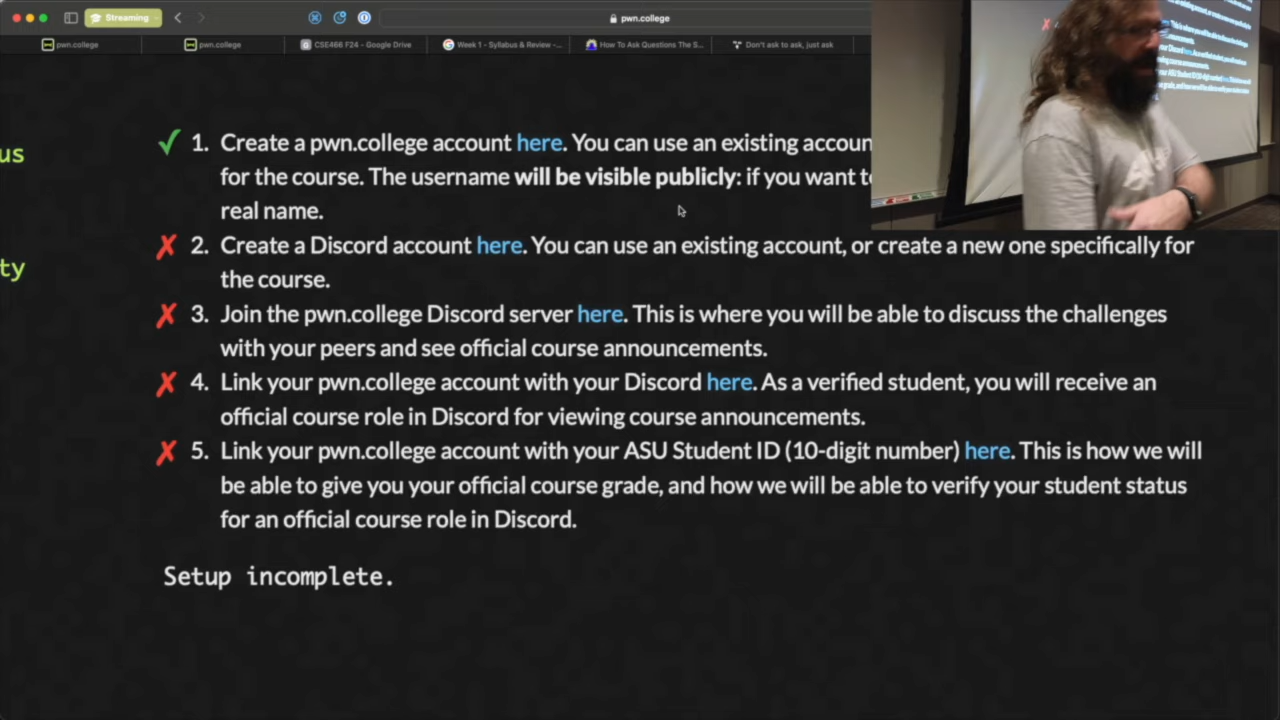 Streaming
pwn.college
pwn.college
pwn.college
CSE466 F24 - Google Drive
Week 1 - Syllabus & Review -...
How To Ask Questions The S...
Don't ask to ask, just ask
us
ty
✓ 1. Create a pwn.college account here. You can use an existing accoun
for the course. The username will be visible publicly: if you want t
real name.
✗ 2. Create a Discord account here. You can use an existing account, or create a new one specifically for
the course.
✗ 3. Join the pwn.college Discord server here. This is where you will be able to discuss the challenges
with your peers and see official course announcements.
✗ 4. Link your pwn.college account with your Discord here. As a verified student, you will receive an
official course role in Discord for viewing course announcements.
✗ 5. Link your pwn.college account with your ASU Student ID (10-digit number) here. This is how we will
be able to give you your official course grade, and how we will be able to verify your student status
for an official course role in Discord.
Setup incomplete.